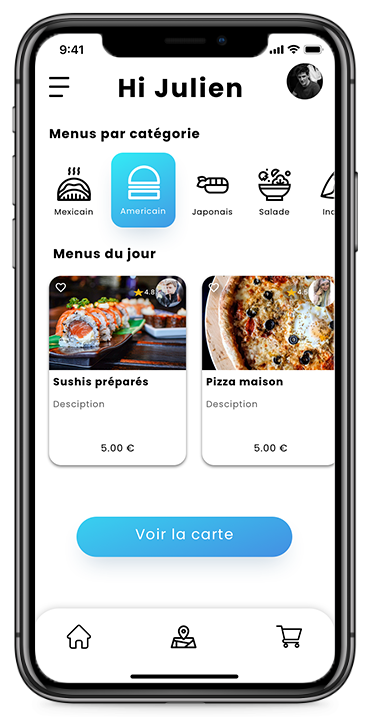 9:41
Hi Julien
Menus par catégorie
Mexicain
Americain
Japonais
Salade
Menus du jour
4.8
Sushis préparés
Pizza maison
Desciption
Desciption
5.00 €
5.00 €
Voir la carte